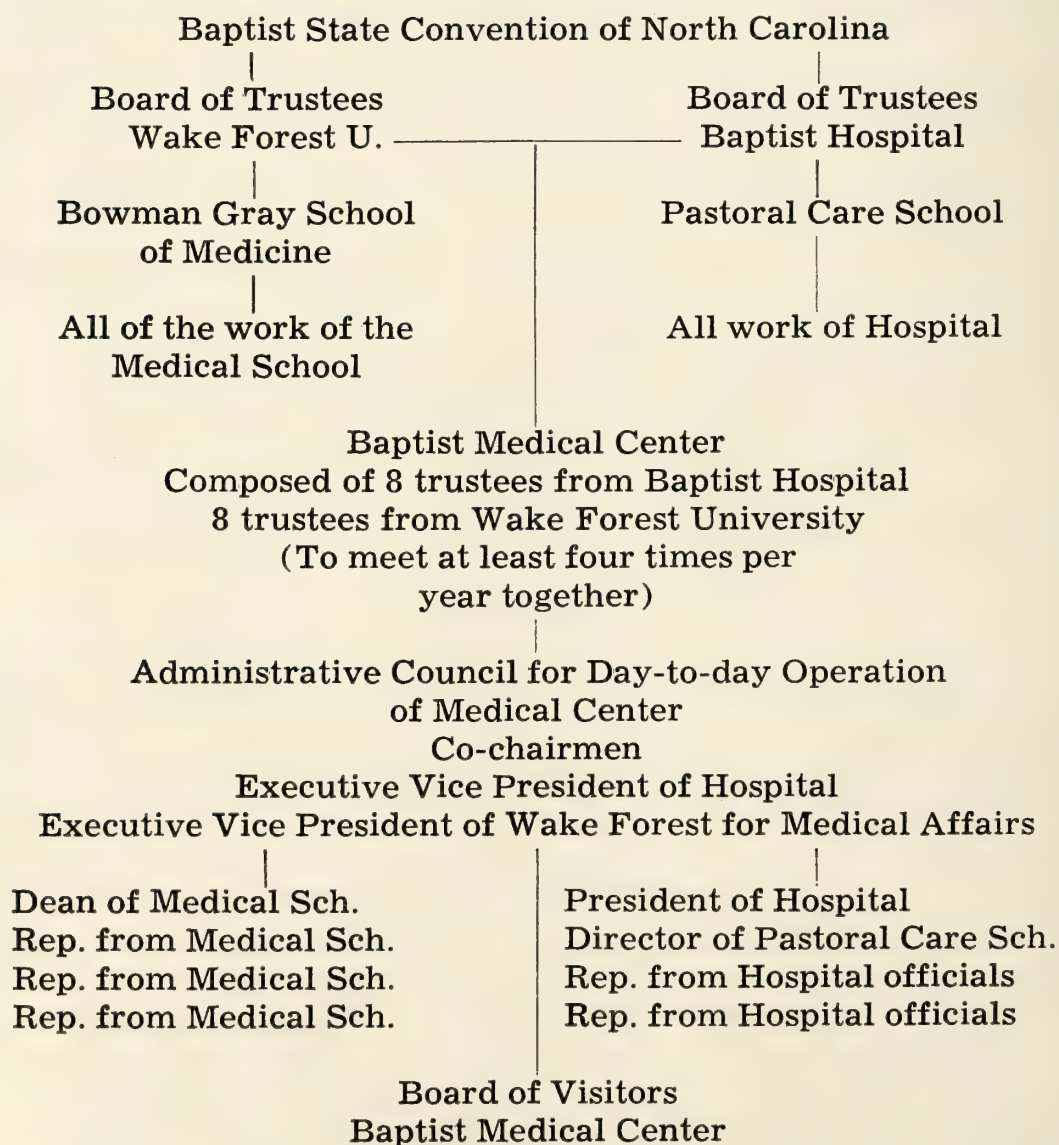 Baptist State Convention of North Carolina
Board of Trustees
Wake Forest U.
Board of Trustees
Baptist Hospital
Bowman Gray School
of Medicine
Pastoral Care School
All of the work of the
Medical School
All work of Hospital
Baptist Medical Center
Composed of 8 trustees from Baptist Hospital
8 trustees from Wake Forest University
(To meet at least four times per
year together)
Administrative Council for Day-to-day Operation
of Medical Center
Co-chairmen
Executive Vice President of Hospital
Executive Vice President of Wake Forest for Medical Affairs
Dean of Medical Sch.
Rep. from Medical Sch.
Rep. from Medical Sch.
Rep. from Medical Sch.
President of Hospital
Director of Pastoral Care Sch.
Rep. from Hospital officials
Rep. from Hospital officials
Board of Visitors
Baptist Medical Center